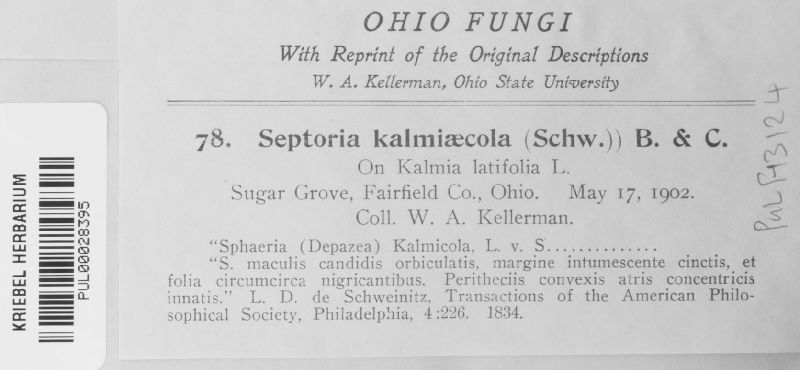 OHIO FUNGI
With Reprint of the Original Descriptions
W. A. Kellerman, Ohio State University
78. Septoria kalmiæcola (Schw.)) B. & C.
On Kalmia latifolia L.
Sugar Grove, Fairfield Co., Ohio. May 17, 1902.
Coll. W. A. Kellerman.
"Sphaeria (Depazea) Kalmicola, L. v. S..............
"S. maculis candidis orbiculatis, margine intumescente cinctis, et
folia circumcirca nigricantibus. Peritheciis convexis atris concentricis
innatis." L. D. de Schweinitz, Transactions of the American Philo-
sophical Society, Philadelphia, 4:226. 1834.
KRIEBEL HERBARIUM
PUL00028395
PUL F43124